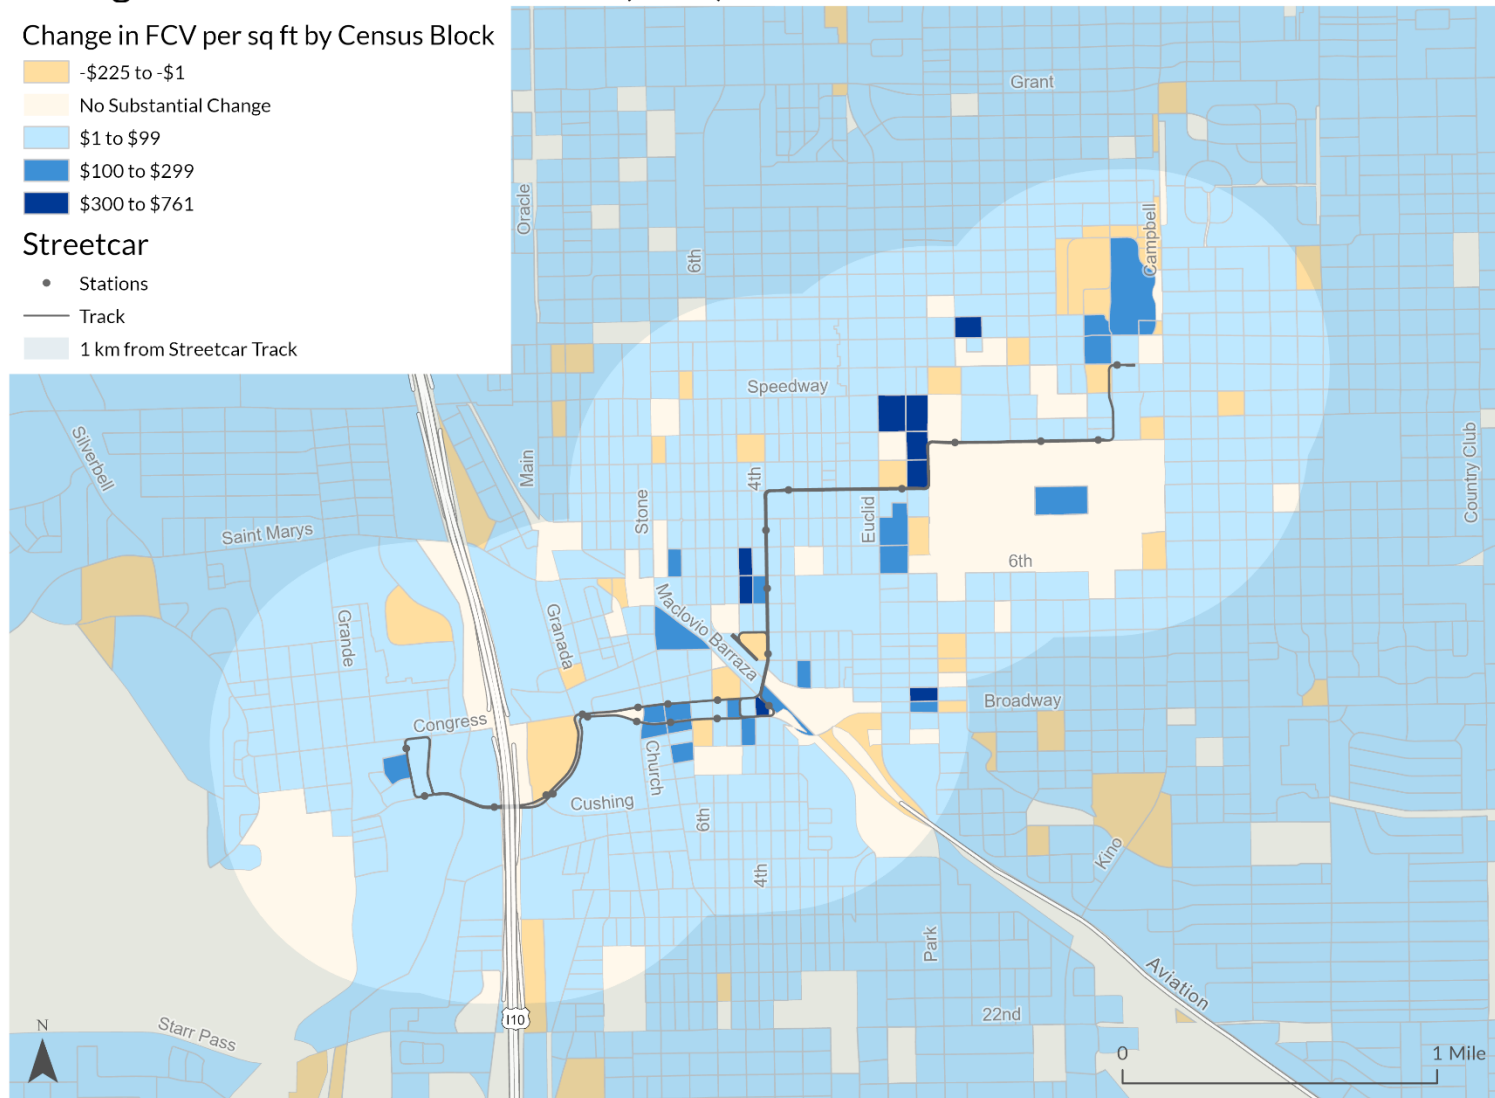 Change in FCV per sq ft by Census Block
-$225 to -$1
No Substantial Change
$1 to $99
$100 to $299
$300 to $761
Streetcar
Stations
Track
1 km from Streetcar Track
Grant
Oracle
6th
Campbell
Speedway
Silverbell
Main
4th
Country Club
Stone
Euclid
Saint Marys
6th
Maclovio Barraza
Grande
Granada
Broadway
Congress
Church
Cushing
6th
Kino
4th
Park
Aviation
I10
22nd
Starr Pass
N
0
1 Mile